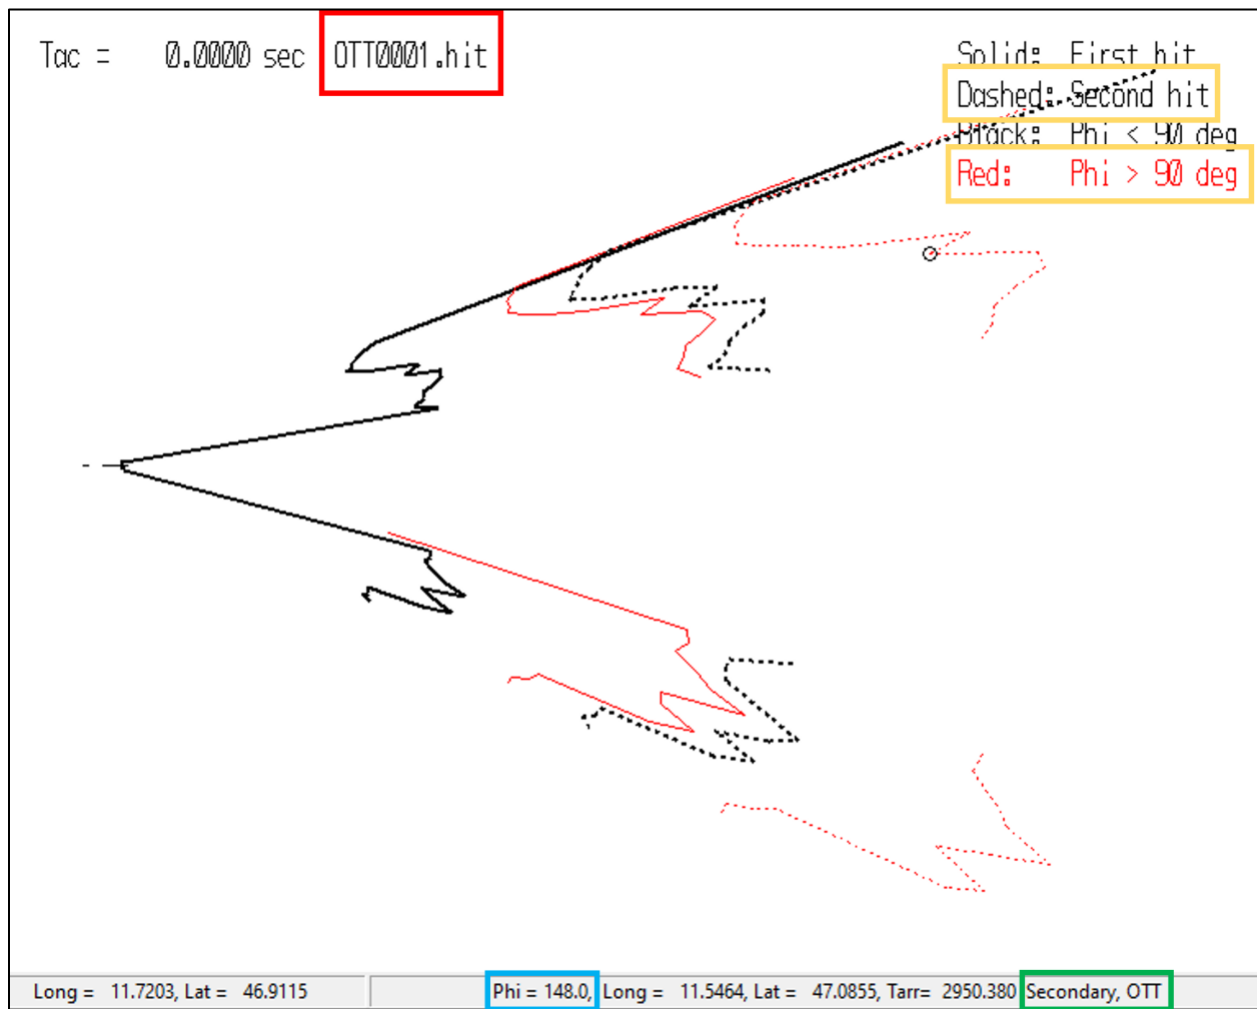 Tac = 0.0000 sec OTT0001.hit
Solid: First hit
Dashed: Second hit
Black: Phi < 90 deg
Red: Phi > 90 deg
Long = 11.7203, Lat = 46.9115 Phi = 148.0, Long = 11.5464, Lat = 47.0855, Tarr= 2950.380 Secondary, OTT